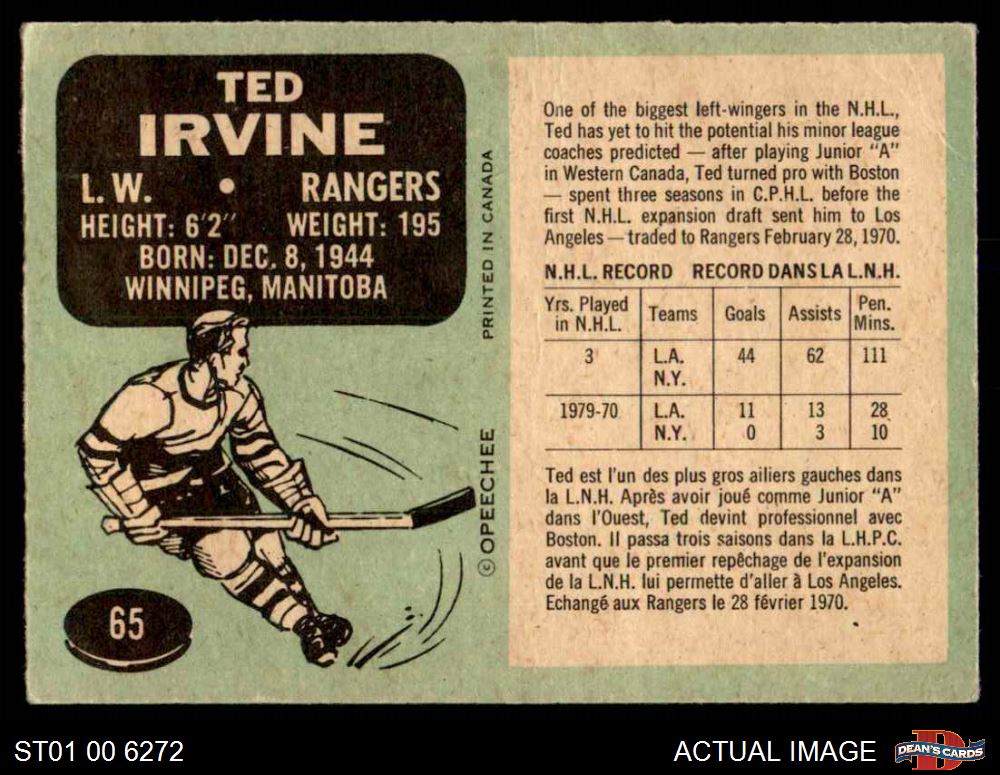 TED
IRVINE
L.W. • RANGERS
HEIGHT: 6'2" WEIGHT: 195
BORN: DEC. 8, 1944
WINNIPEG, MANITOBA
65
© OPEECHEE PRINTED IN CANADA
One of the biggest left-wingers in the N.H.L.,
Ted has yet to hit the potential his minor league
coaches predicted — after playing Junior "A"
in Western Canada, Ted turned pro with Boston
— spent three seasons in C.P.H.L. before the
first N.H.L. expansion draft sent him to Los
Angeles — traded to Rangers February 28, 1970.
N.H.L. RECORD RECORD DANS LA L.N.H.
Yrs. Played in N.H.L. Teams Goals Assists Pen. Mins.
3 L.A. 44 62 111
N.Y.
1979-70 L.A. 11 13 28
N.Y. 0 3 10
Ted est l'un des plus gros ailiers gauches dans
la L.N.H. Après avoir joué comme Junior "A"
dans l'Ouest, Ted devint professionnel avec
Boston. Il passa trois saisons dans la L.H.P.C.
avant que le premier repêchage de l'expansion
de la L.N.H. lui permette d'aller à Los Angeles.
Echangé aux Rangers le 28 février 1970.
ST01 00 6272
ACTUAL IMAGE
DEAN'S CARDS